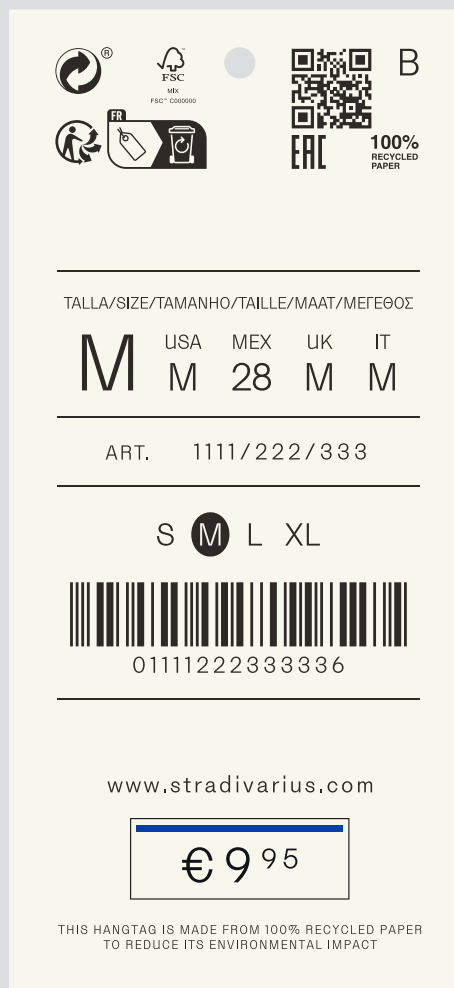 ®
FSC™
MIX
FSC™ C000000
B
FR
EAC
100%
RECYCLED
PAPER
TALLA/SIZE/TAMANHO/TAILLE/MAAT/ΜΕΓΕΘΟΣ
M
USA MEX UK IT
M 28 M M
ART. 1111/222/333
S M L XL
01111222333336
www.stradivarius.com
€9 95
THIS HANGTAG IS MADE FROM 100% RECYCLED PAPER
TO REDUCE ITS ENVIRONMENTAL IMPACT